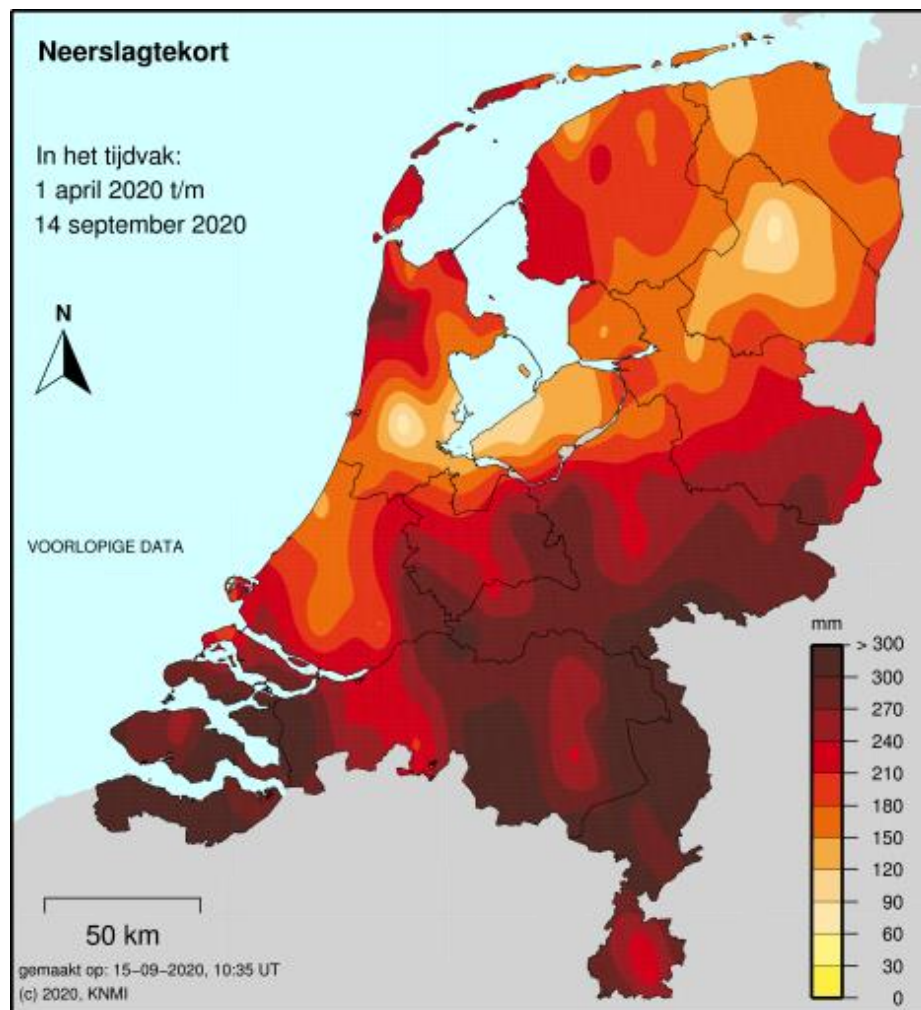 Neerslagtekort
In het tijdvak:
1 april 2020 t/m
14 september 2020
N
VOORLOPIGE DATA
mm
> 300
300
270
240
210
180
150
120
90
60
30
0
50 km
gemaakt op: 15-09-2020, 10:35 UT
(c) 2020, KNMI